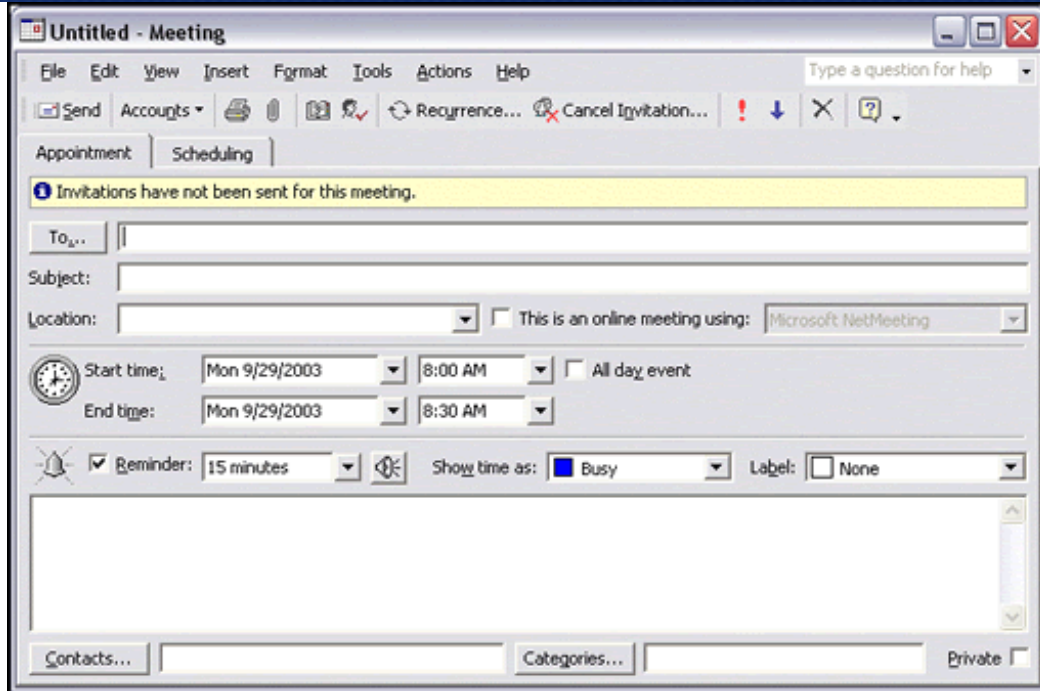 Untitled - Meeting
File Edit View Insert Format Tools Actions Help Type a question for help
Send Accounts Recurrence... Cancel Invitation...
Appointment Scheduling
Invitations have not been sent for this meeting.
To...
Subject:
Location: This is an online meeting using: Microsoft NetMeeting
Start time: Mon 9/29/2003 8:00 AM All day event
End time: Mon 9/29/2003 8:30 AM
Reminder: 15 minutes Show time as: Busy Label: None
Contacts... Categories... Private